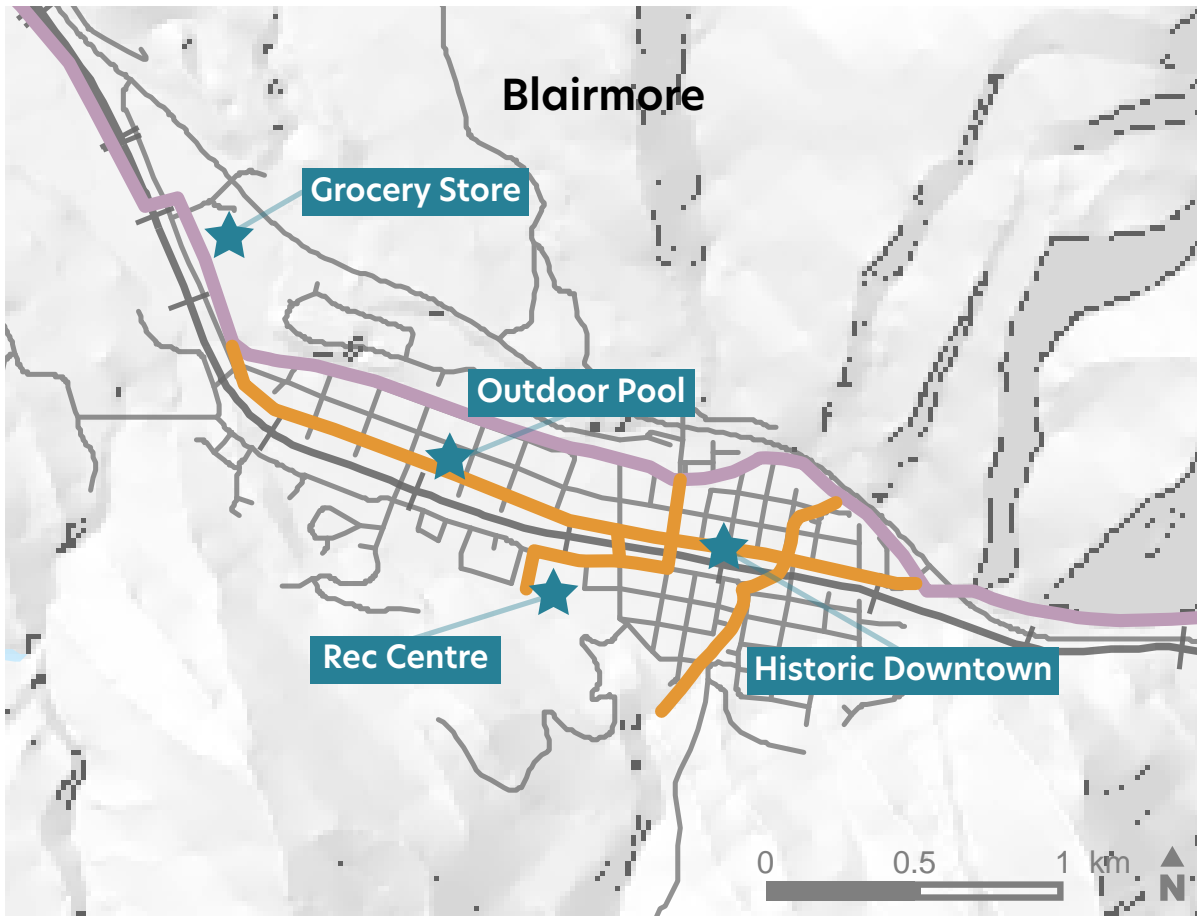 Blairmore
Grocery Store
Outdoor Pool
Rec Centre
Historic Downtown
0 0.5 1 km
N